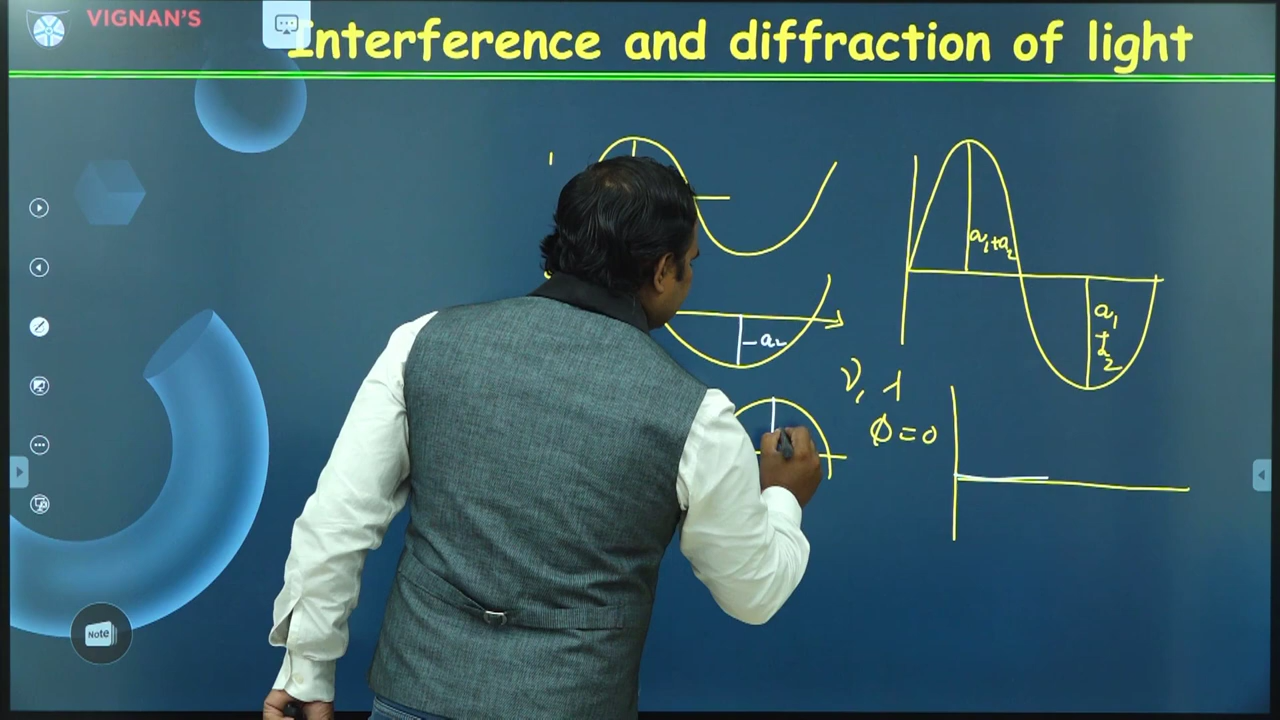 VIGNAN'S
Interference and diffraction of light
a₁+a₂
a₁
+
a₂
-a₂
ν, λ
φ=0
Note